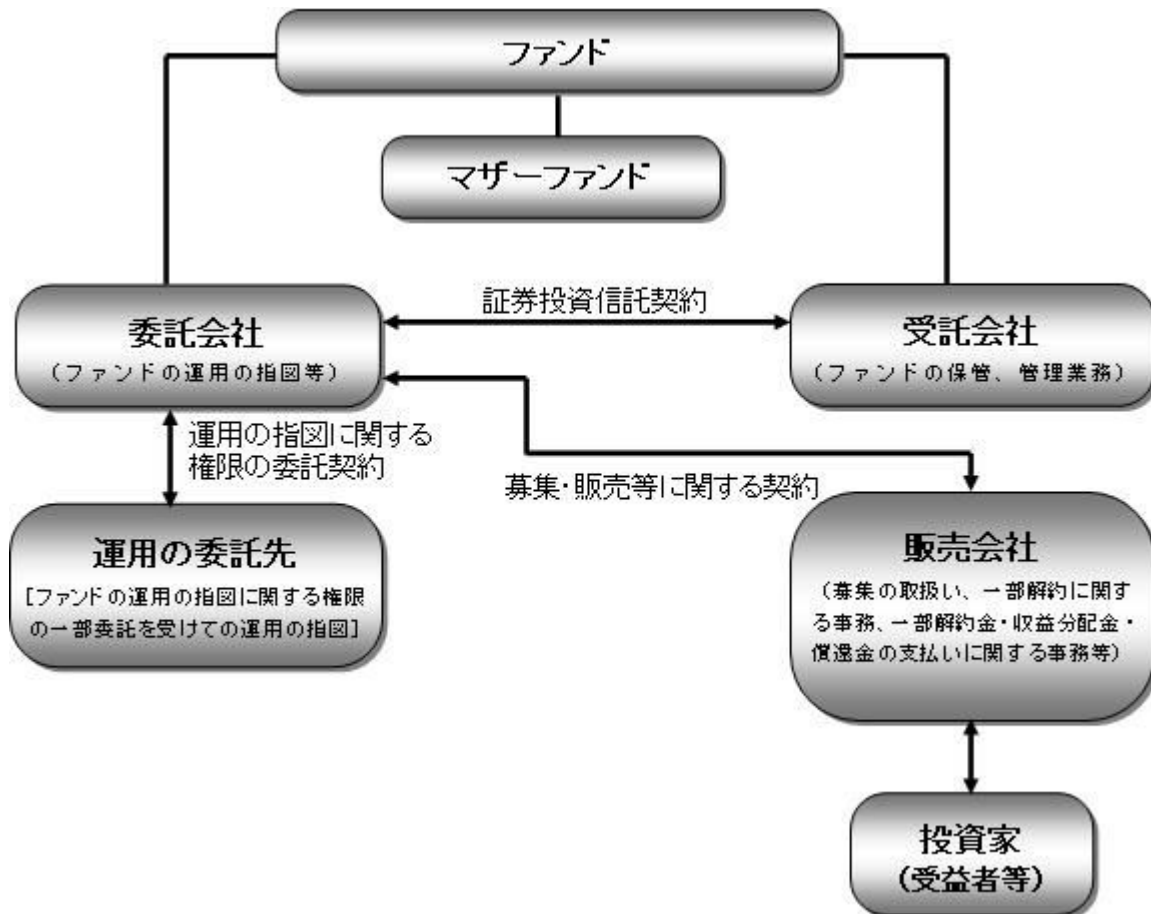 ファンド
マザーファンド
証券投資信託契約
委託会社
（ファンドの運用の指図等）
受託会社
（ファンドの保管、管理業務）
運用の指図に関する
権限の委託契約
募集・販売等に関する契約
運用の委託先
［ファンドの運用の指図に関する権限
の一部委託を受けての運用の指図］
販売会社
（募集の取扱い、一部解約に関す
る事務、一部解約金・収益分配金・
償還金の支払いに関する事務等）
投資家
（受益者等）